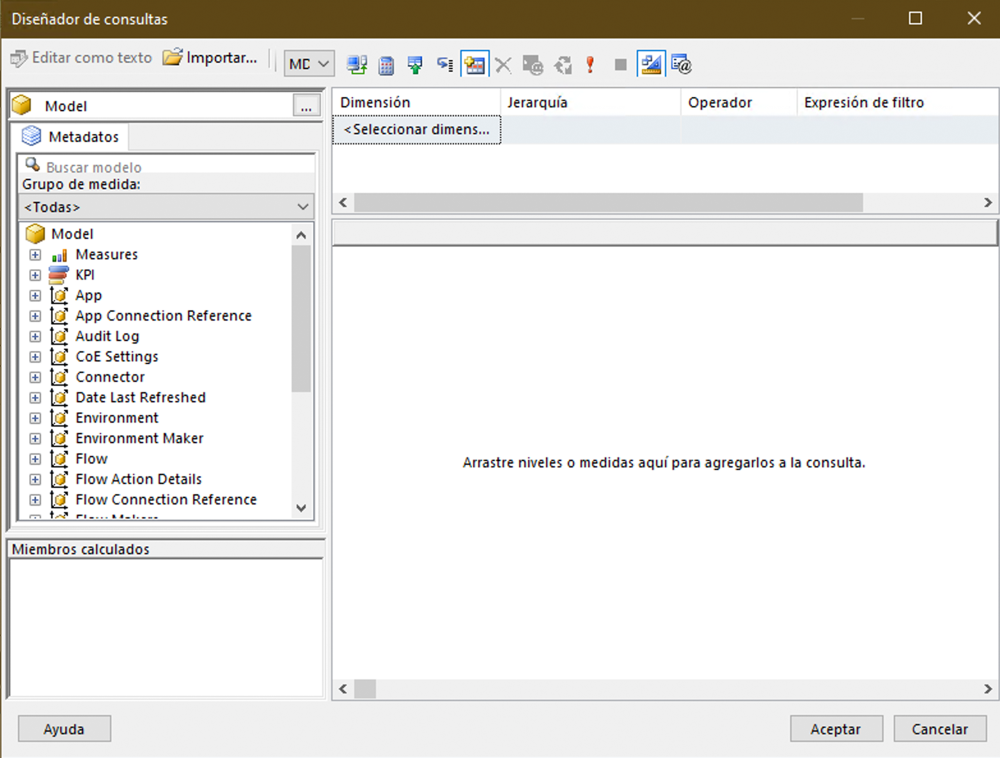 Diseñador de consultas
Editar como texto
Importar...
Model
...
Metadatos
Buscar modelo
Grupo de medida:
<Todas>
Model
Measures
KPI
App
App Connection Reference
Audit Log
CoE Settings
Connector
Date Last Refreshed
Environment
Environment Maker
Flow
Flow Action Details
Flow Connection Reference
Miembros calculados
Dimensión Jerarquía Operador Expresión de filtro
<Seleccionar dimens...
Arrastre niveles o medidas aquí para agregarlos a la consulta.
Ayuda Aceptar Cancelar